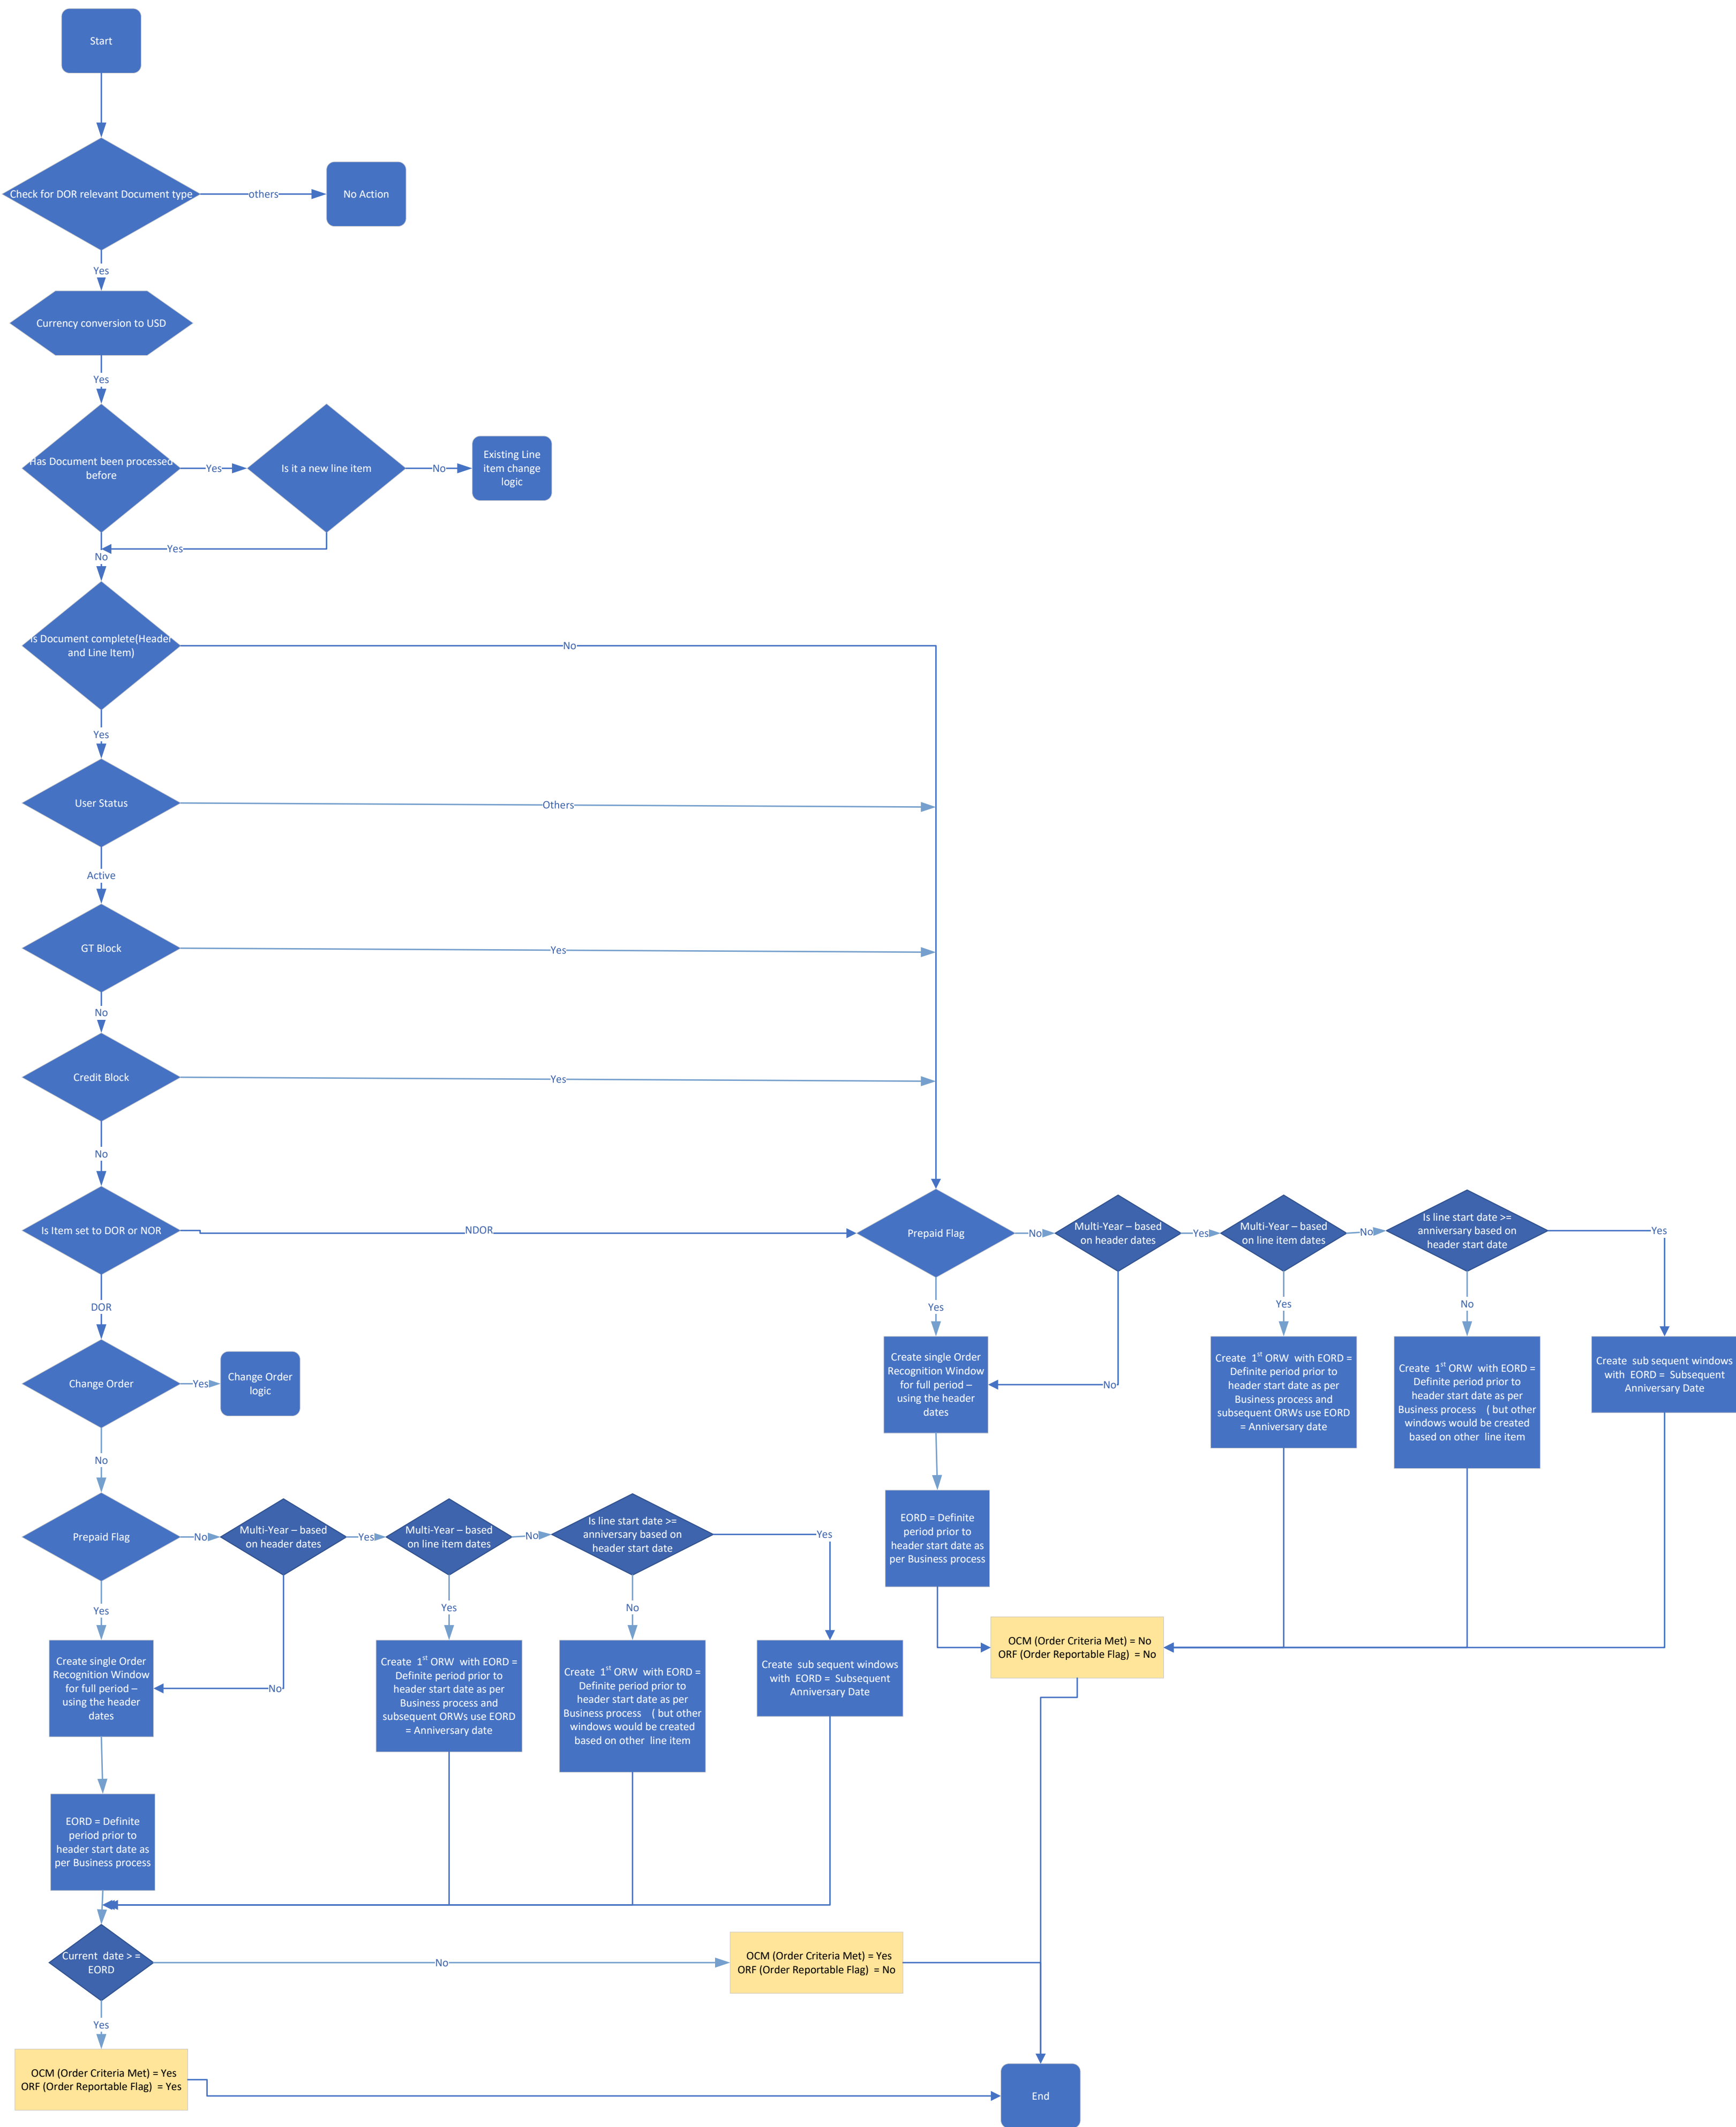 Start
Check for DOR relevant Document type
others
No Action
Yes
Currency conversion to USD
Yes
Has Document been processed
before
Yes
Is it a new line item
No
Existing Line
item change
logic
Yes
No
Is Document complete(Header
and Line Item)
No
Yes
User Status
Others
Active
GT Block
Yes
No
Credit Block
Yes
No
Is Item set to DOR or NOR
NDOR
Prepaid Flag
No
Multi-Year – based
on header dates
Yes
Multi-Year – based
on line item dates
No
Is line start date >=
anniversary based on
header start date
Yes
DOR
Yes
No
Yes
No
Create single Order
Recognition Window
for full period –
using the header
dates
Create 1st ORW with EORD =
Definite period prior to
header start date as per
Business process and
subsequent ORWs use EORD
= Anniversary date
Create 1st ORW with EORD =
Definite period prior to
header start date as per
Business process ( but other
windows would be created
based on other line item
Create sub sequent windows
with EORD = Subsequent
Anniversary Date
Change Order
Yes
Change Order
logic
No
EORD = Definite
period prior to
header start date as
per Business process
Prepaid Flag
No
Multi-Year – based
on header dates
Yes
Multi-Year – based
on line item dates
No
Is line start date >=
anniversary based on
header start date
Yes
Yes
No
Yes
No
OCM (Order Criteria Met) = No
ORF (Order Reportable Flag) = No
Create single Order
Recognition Window
for full period –
using the header
dates
Create 1st ORW with EORD =
Definite period prior to
header start date as per
Business process and
subsequent ORWs use EORD
= Anniversary date
Create 1st ORW with EORD =
Definite period prior to
header start date as per
Business process ( but other
windows would be created
based on other line item
Create sub sequent windows
with EORD = Subsequent
Anniversary Date
EORD = Definite
period prior to
header start date as
per Business process
Current date > =
EORD
No
OCM (Order Criteria Met) = Yes
ORF (Order Reportable Flag) = No
Yes
OCM (Order Criteria Met) = Yes
ORF (Order Reportable Flag) = Yes
End